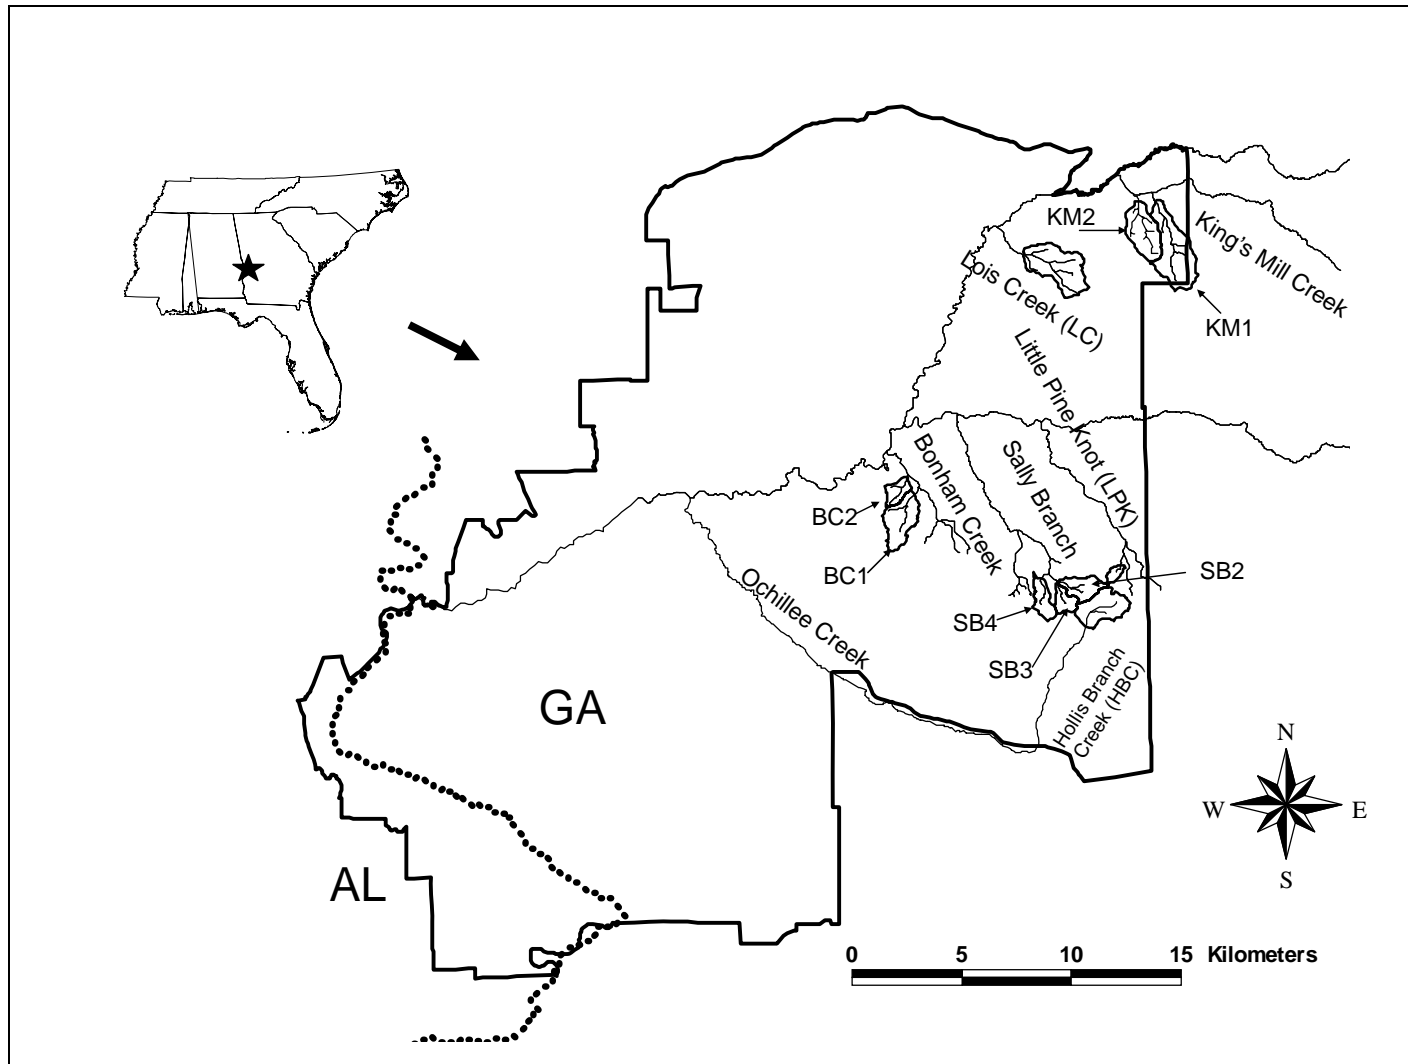 KM2
King's Mill Creek
Lois Creek (LC)
KM1
Little Pine Knot (LPK)
Bonham Creek
Sally Branch
BC2
BC1
SB2
Ochillee Creek
SB4
SB3
Hollis Branch
Creek (HBC)
GA
AL
N
W
E
S
0 5 10 15 Kilometers